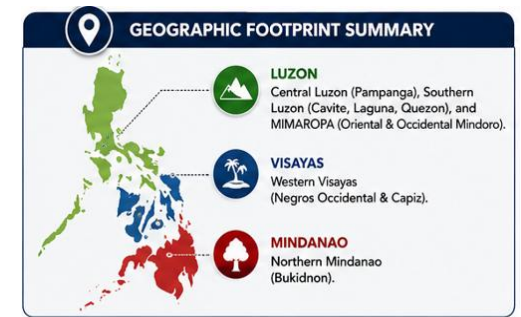 GEOGRAPHIC FOOTPRINT SUMMARY
LUZON
Central Luzon (Pampanga), Southern
Luzon (Cavite, Laguna, Quezon), and
MIMAROPA (Oriental & Occidental Mindoro).
VISAYAS
Western Visayas
(Negros Occidental & Capiz).
MINDANAO
Northern Mindanao
(Bukidnon).